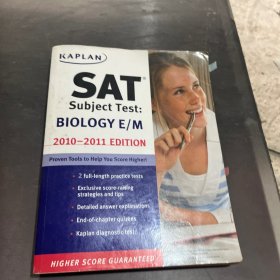 KAPLAN
SAT®
Subject Test:
BIOLOGY E/M
2010–2011 EDITION
Proven Tools to Help You Score Higher!
• 2 full-length practice tests
• Exclusive score-raising
strategies and tips
• Detailed answer explanations
• End-of-chapter quizzes
• Kaplan diagnostic test
HIGHER SCORE GUARANTEED